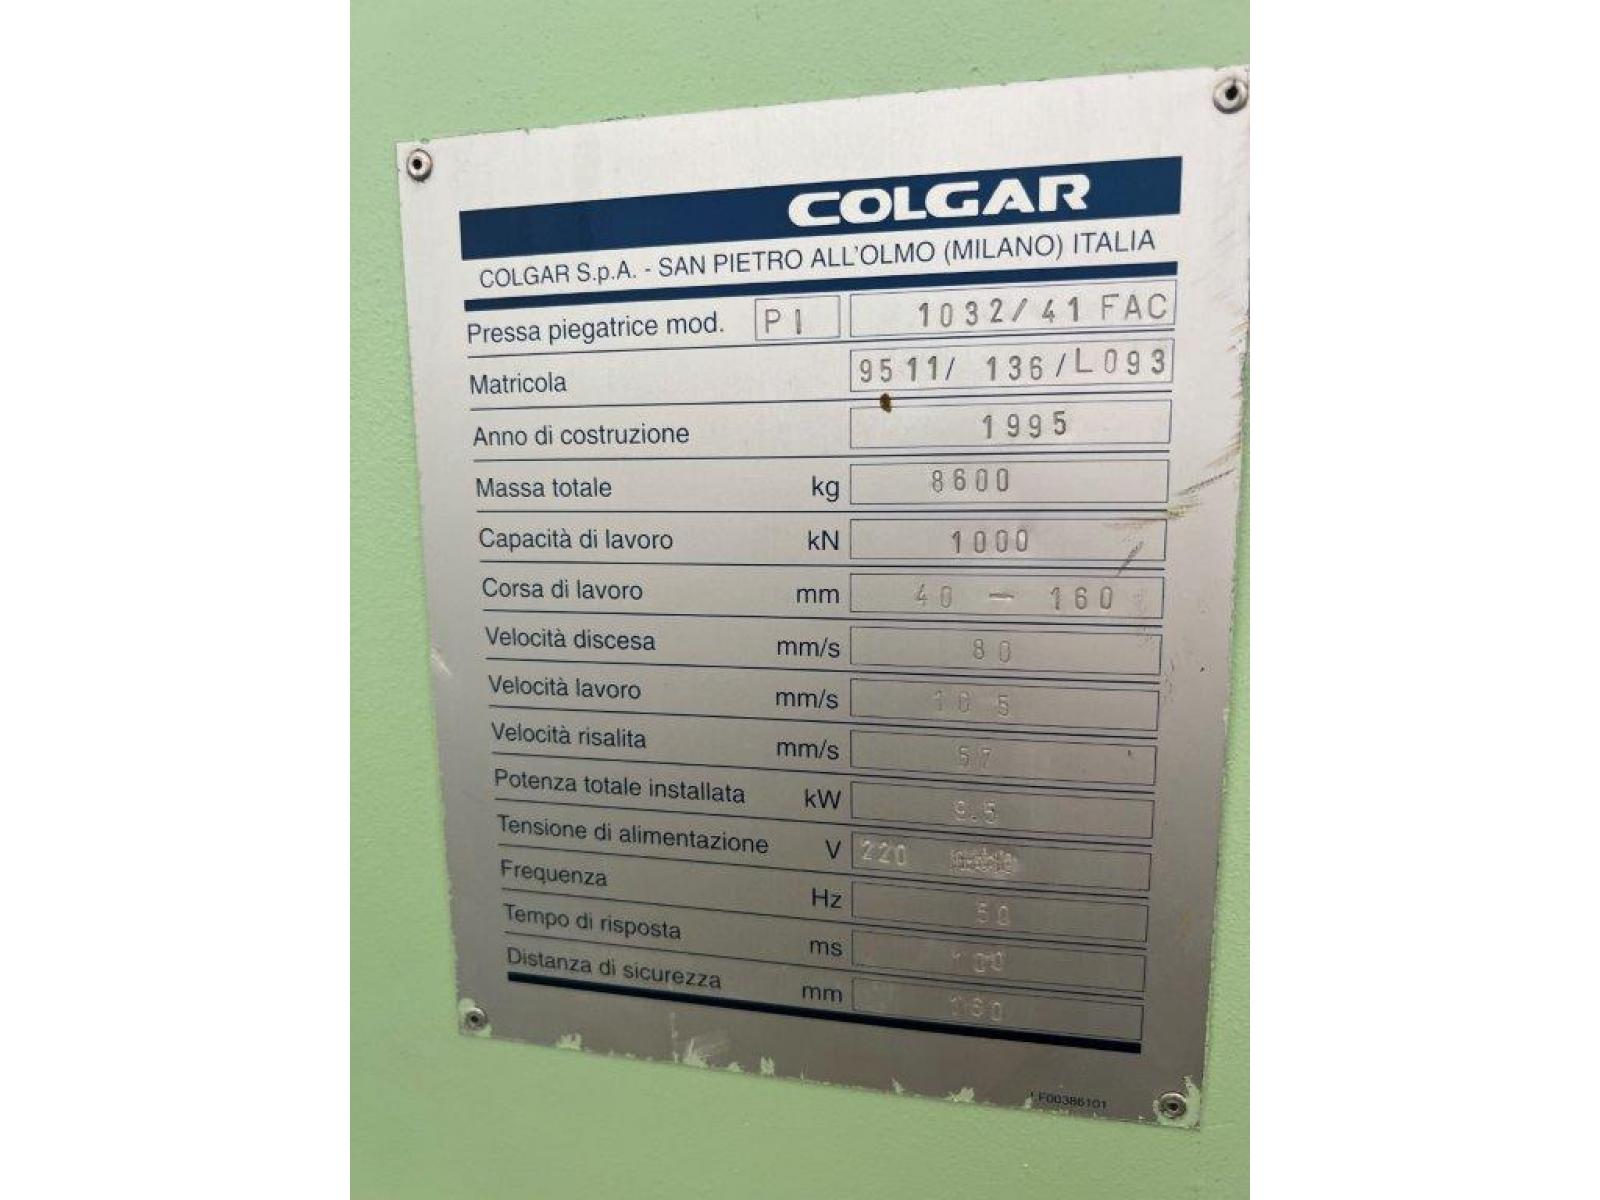 COLGAR
COLGAR S.p.A. - SAN PIETRO ALL'OLMO (MILANO) ITALIA
Pressa piegatrice mod. PI 1032/41 FAC
Matricola 9511/ 136/L093
Anno di costruzione 1995
Massa totale kg 8600
Capacità di lavoro kN 1000
Corsa di lavoro mm 40 — 160
Velocità discesa mm/s 80
Velocità lavoro mm/s 10 5
Velocità risalita mm/s 57
Potenza totale installata kW 9.5
Tensione di alimentazione V 220
Frequenza Hz 50
Tempo di risposta ms 100
Distanza di sicurezza mm 160
LF00386101